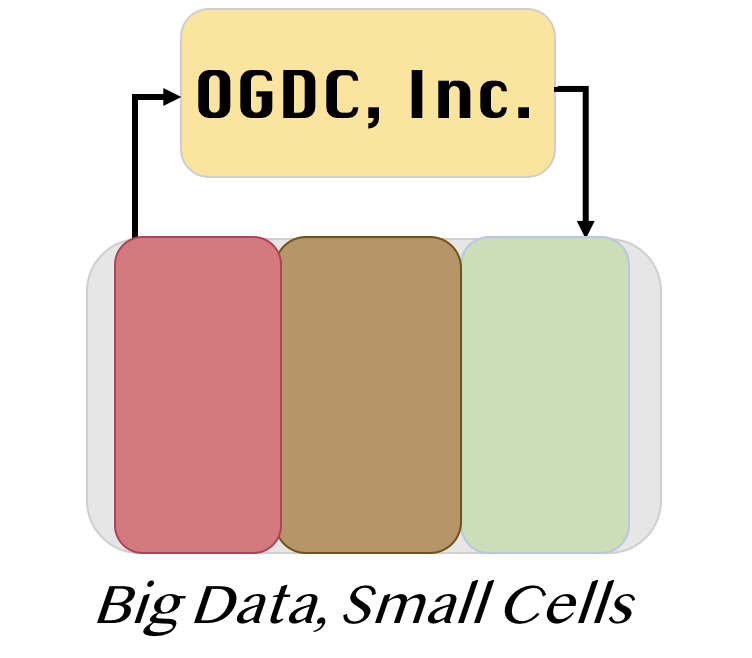 OGDC, Inc.
Big Data, Small Cells